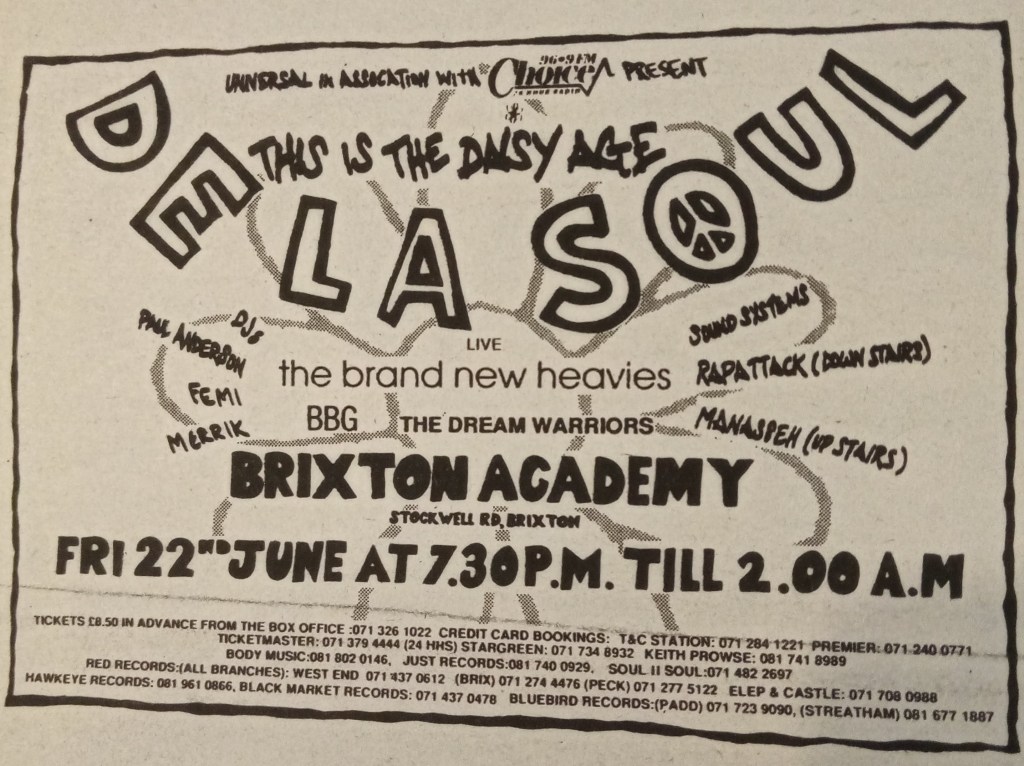 UNIVERSAL in ASSOCATION WITH 96•9FM Choice PRESENT
THIS IS THE DAISY AGE
DE LA SOUL
DJs
PAUL ANDERSON
FEMI
MERRIK
LIVE
the brand new heavies
BBG THE DREAM WARRIORS
SOUND SYSTEMS
RAPATTACK (DOWN STAIRS)
MANASSEH (UP STAIRS)
BRIXTON ACADEMY
STOCKWELL RD, BRIXTON
FRI 22ND JUNE AT 7.30P.M. TILL 2.00 A.M
TICKETS £8.50 IN ADVANCE FROM THE BOX OFFICE :071 326 1022 CREDIT CARD BOOKINGS: T&C STATION: 071 284 1221 PREMIER: 071 240 0771
TICKETMASTER: 071 379 4444 (24 HHS) STARGREEN: 071 734 8932 KEITH PROWSE: 081 741 8989
BODY MUSIC:081 802 0146, JUST RECORDS:081 740 0929, SOUL II SOUL:071 482 2697
RED RECORDS:(ALL BRANCHES): WEST END 071 437 0612 (BRIX) 071 274 4476 (PECK) 071 277 5122 ELEP & CASTLE: 071 708 0988
HAWKEYE RECORDS: 081 961 0866, BLACK MARKET RECORDS: 071 437 0478 BLUEBIRD RECORDS:(PADD) 071 723 9090, (STREATHAM) 081 677 1887